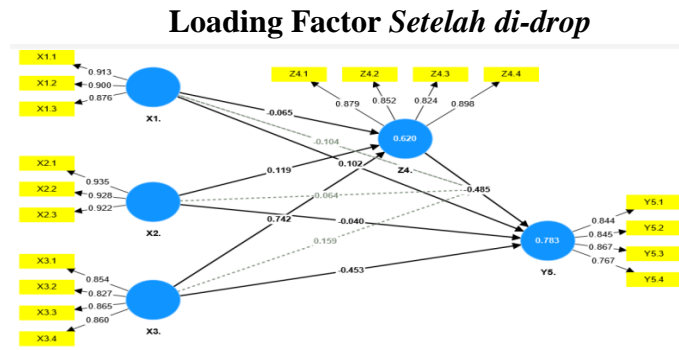 Loading Factor Setelah di-drop
X1.1
X1.2
X1.3
0.913
0.900
0.876
X1.
Z4.1
Z4.2
Z4.3
Z4.4
0.879
0.852
0.824
0.898
0.620
Z4.
-0.065
-0.104
0.102
0.119
0.064
0.485
X2.1
X2.2
X2.3
0.935
0.928
0.922
X2.
0.742
-0.040
0.159
0.453
Y5.1
Y5.2
Y5.3
Y5.4
0.844
0.845
0.867
0.767
0.783
Y5.
X3.1
X3.2
X3.3
X3.4
0.854
0.827
0.865
0.860
X3.